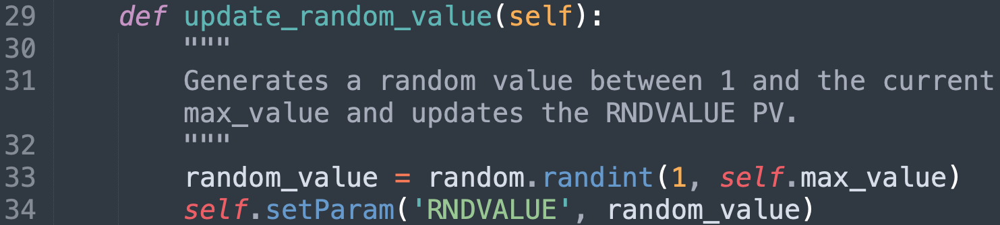 29 def update_random_value(self):
30 """
31 Generates a random value between 1 and the current
max_value and updates the RNDVALUE PV.
32 """
33 random_value = random.randint(1, self.max_value)
34 self.setParam('RNDVALUE', random_value)